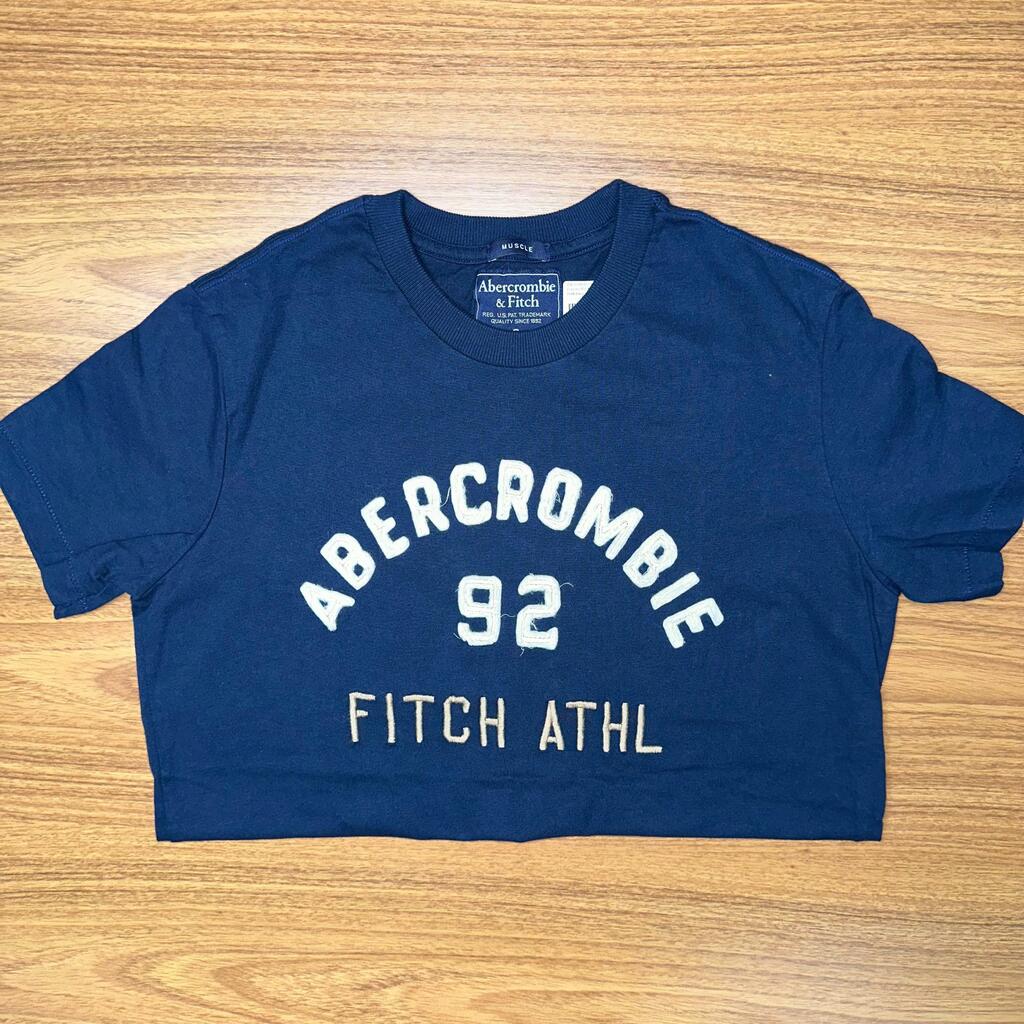 MUSCLE
Abercrombie
& Fitch
REG. U.S. PAT. TRADEMARK
QUALITY SINCE 1892
ABERCROMBIE
92
FITCH ATHL